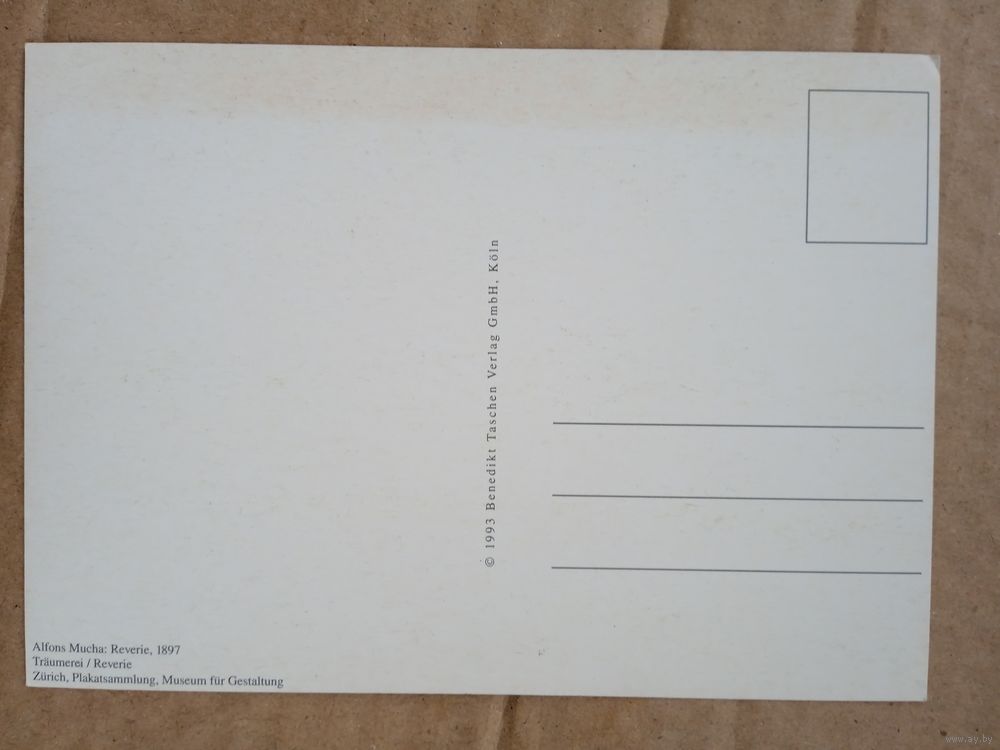 © 1993 Benedikt Taschen Verlag GmbH, Köln
Alfons Mucha: Reverie, 1897
Träumerei / Reverie
Zürich, Plakatsammlung, Museum für Gestaltung
www.ay.by